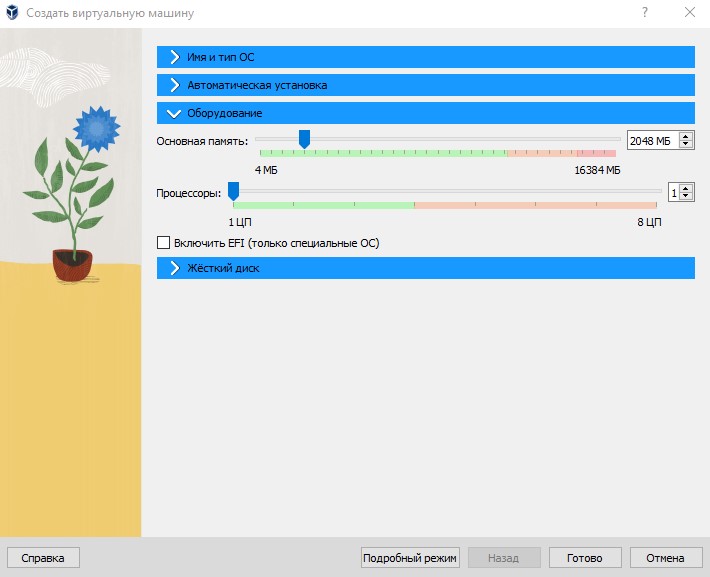 Создать виртуальную машину
?
Имя и тип ОС
Автоматическая установка
Оборудование
Основная память:
2048 МБ
4 МБ
16384 МБ
Процессоры:
1
1 ЦП
8 ЦП
Включить EFI (только специальные ОС)
Жёсткий диск
Справка
Подробный режим
Назад
Готово
Отмена